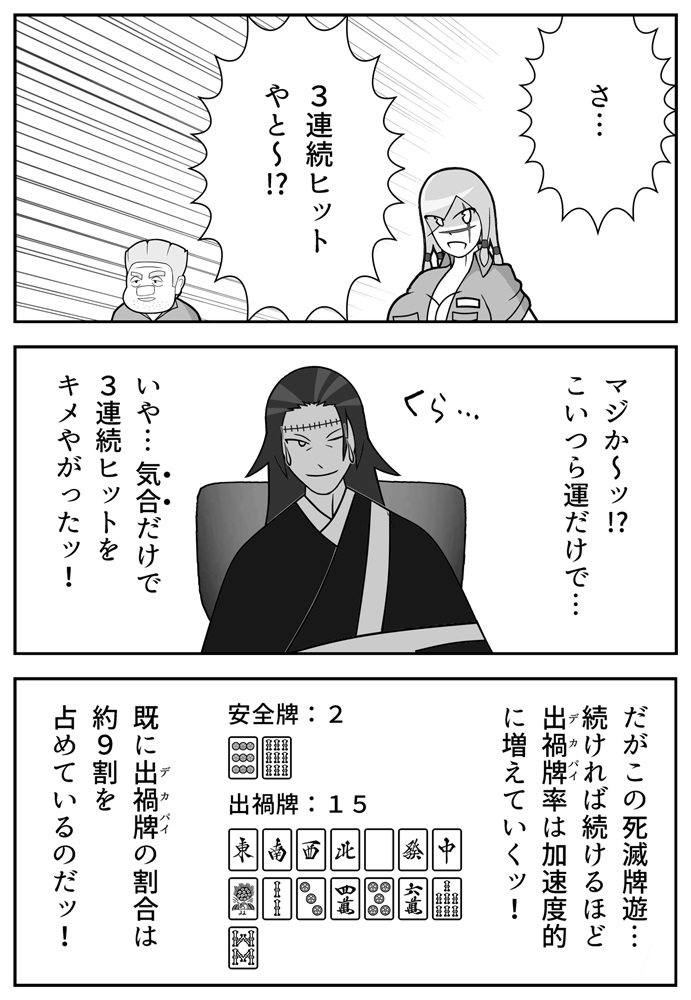 さ…
３連続ヒット
やと～!?
マジか～ッ!?
こいつら運だけで…
くら…
いや…気合だけで
３連続ヒットを
キメやがったッ！
だがこの死滅牌遊…
続ければ続けるほど
出禍牌率は加速度的
デカパイ
に増えていくッ！
安全牌：２
出禍牌：１５
東 南 西 北 發 中
四萬 六萬
既に出禍牌の割合は
デカパイ
約９割を
占めているのだッ！